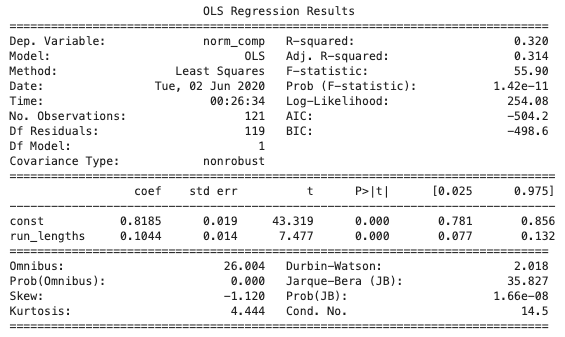 OLS Regression Results
==============================================================================
Dep. Variable: norm_comp R-squared: 0.320
Model: OLS Adj. R-squared: 0.314
Method: Least Squares F-statistic: 55.90
Date: Tue, 02 Jun 2020 Prob (F-statistic): 1.42e-11
Time: 00:26:34 Log-Likelihood: 254.08
No. Observations: 121 AIC: -504.2
Df Residuals: 119 BIC: -498.6
Df Model: 1
Covariance Type: nonrobust
==============================================================================
coef std err t P>|t| [0.025 0.975]
------------------------------------------------------------------------------
const 0.8185 0.019 43.319 0.000 0.781 0.856
run_lengths 0.1044 0.014 7.477 0.000 0.077 0.132
==============================================================================
Omnibus: 26.004 Durbin-Watson: 2.018
Prob(Omnibus): 0.000 Jarque-Bera (JB): 35.827
Skew: -1.120 Prob(JB): 1.66e-08
Kurtosis: 4.444 Cond. No. 14.5
==============================================================================